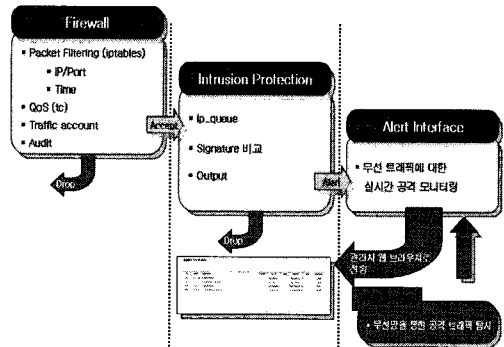 Firewall
• Packet Filtering (iptables)
• IP/Port
• Time
• QoS (tc)
• Traffic account
• Audit
Accept
Drop
Intrusion Protection
• ip_queue
• Signature 비교
• Output
Alert
Drop
Alert Interface
• 무선 트래픽에 대한
실시간 공격 모니터링
관리자 웹 브라우저로
전송
• 무선망을 통한 공격 트래픽 탐지